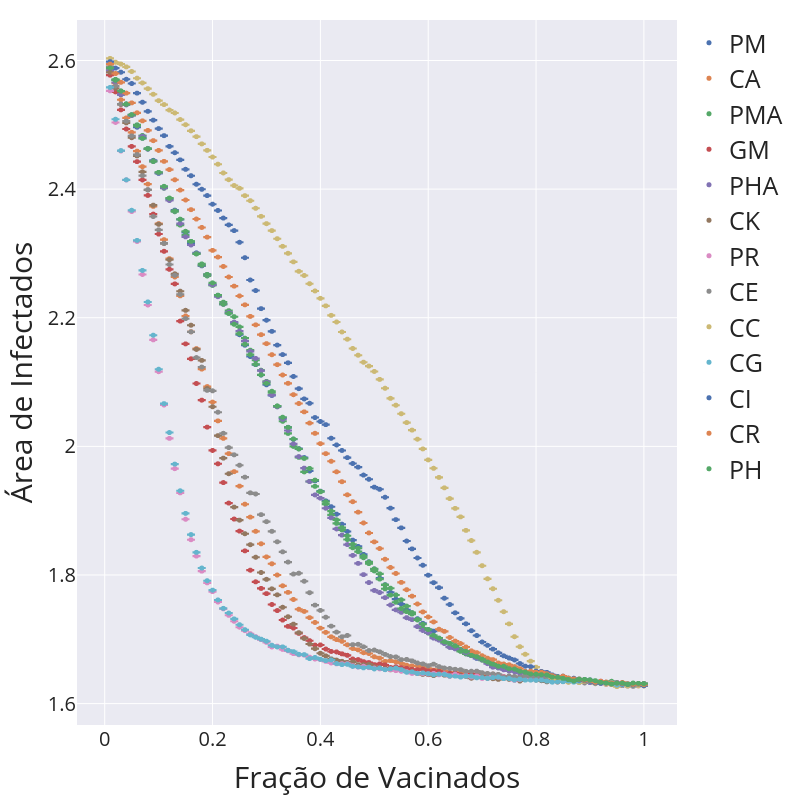 2.6
2.4
2.2
2
1.8
1.6
0
0.2
0.4
0.6
0.8
1
Fração de Vacinados
Área de Infectados
PM
CA
PMA
GM
PHA
CK
PR
CE
CC
CG
CI
CR
PH